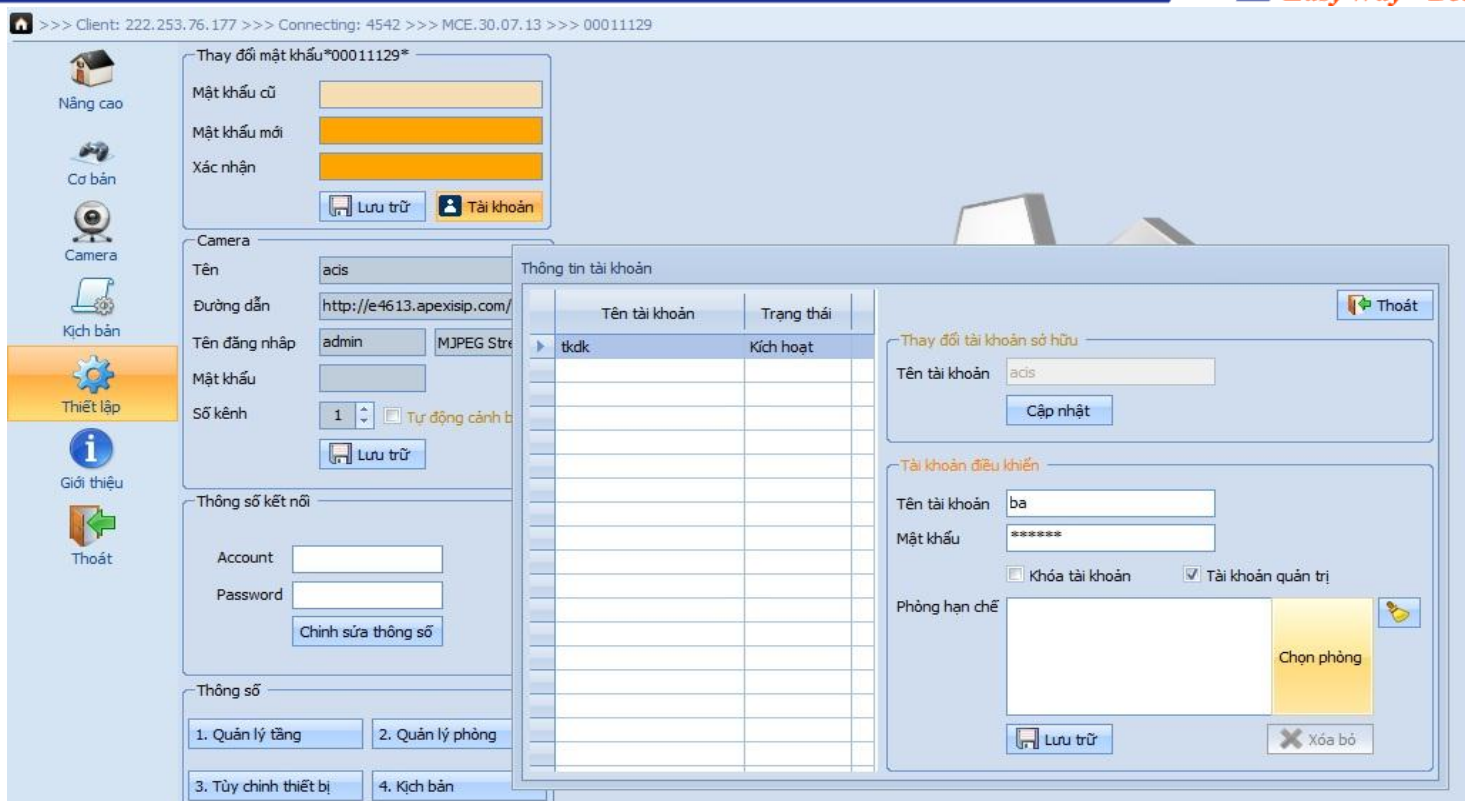 >>> Client: 222.253.76.177 >>> Connecting: 4542 >>> MCE.30.07.13 >>> 00011129
Nâng cao
Cơ bản
Camera
Kịch bản
Thiết lập
Giới thiệu
Thoát
Thay đổi mật khẩu*00011129*
Mật khẩu cũ
Mật khẩu mới
Xác nhận
Lưu trữ
Tài khoản
Camera
Tên
acis
Đường dẫn
http://e4613.apexisip.com/
Tên đăng nhập
admin
MJPEG Stre
Mật khẩu
Số kênh
1
Tự động cảnh b
Lưu trữ
Thông số kết nối
Account
Password
Chỉnh sửa thông số
Thông số
1. Quản lý tầng
2. Quản lý phòng
3. Tùy chỉnh thiết bị
4. Kịch bản
Thông tin tài khoản
Tên tài khoản
Trạng thái
tkdk
Kích hoạt
Thoát
Thay đổi tài khoản sở hữu
Tên tài khoản
acis
Cập nhật
Tài khoản điều khiển
Tên tài khoản
ba
Mật khẩu
******
Khóa tài khoản
Tài khoản quản trị
Phòng hạn chế
Chọn phòng
Lưu trữ
Xóa bỏ